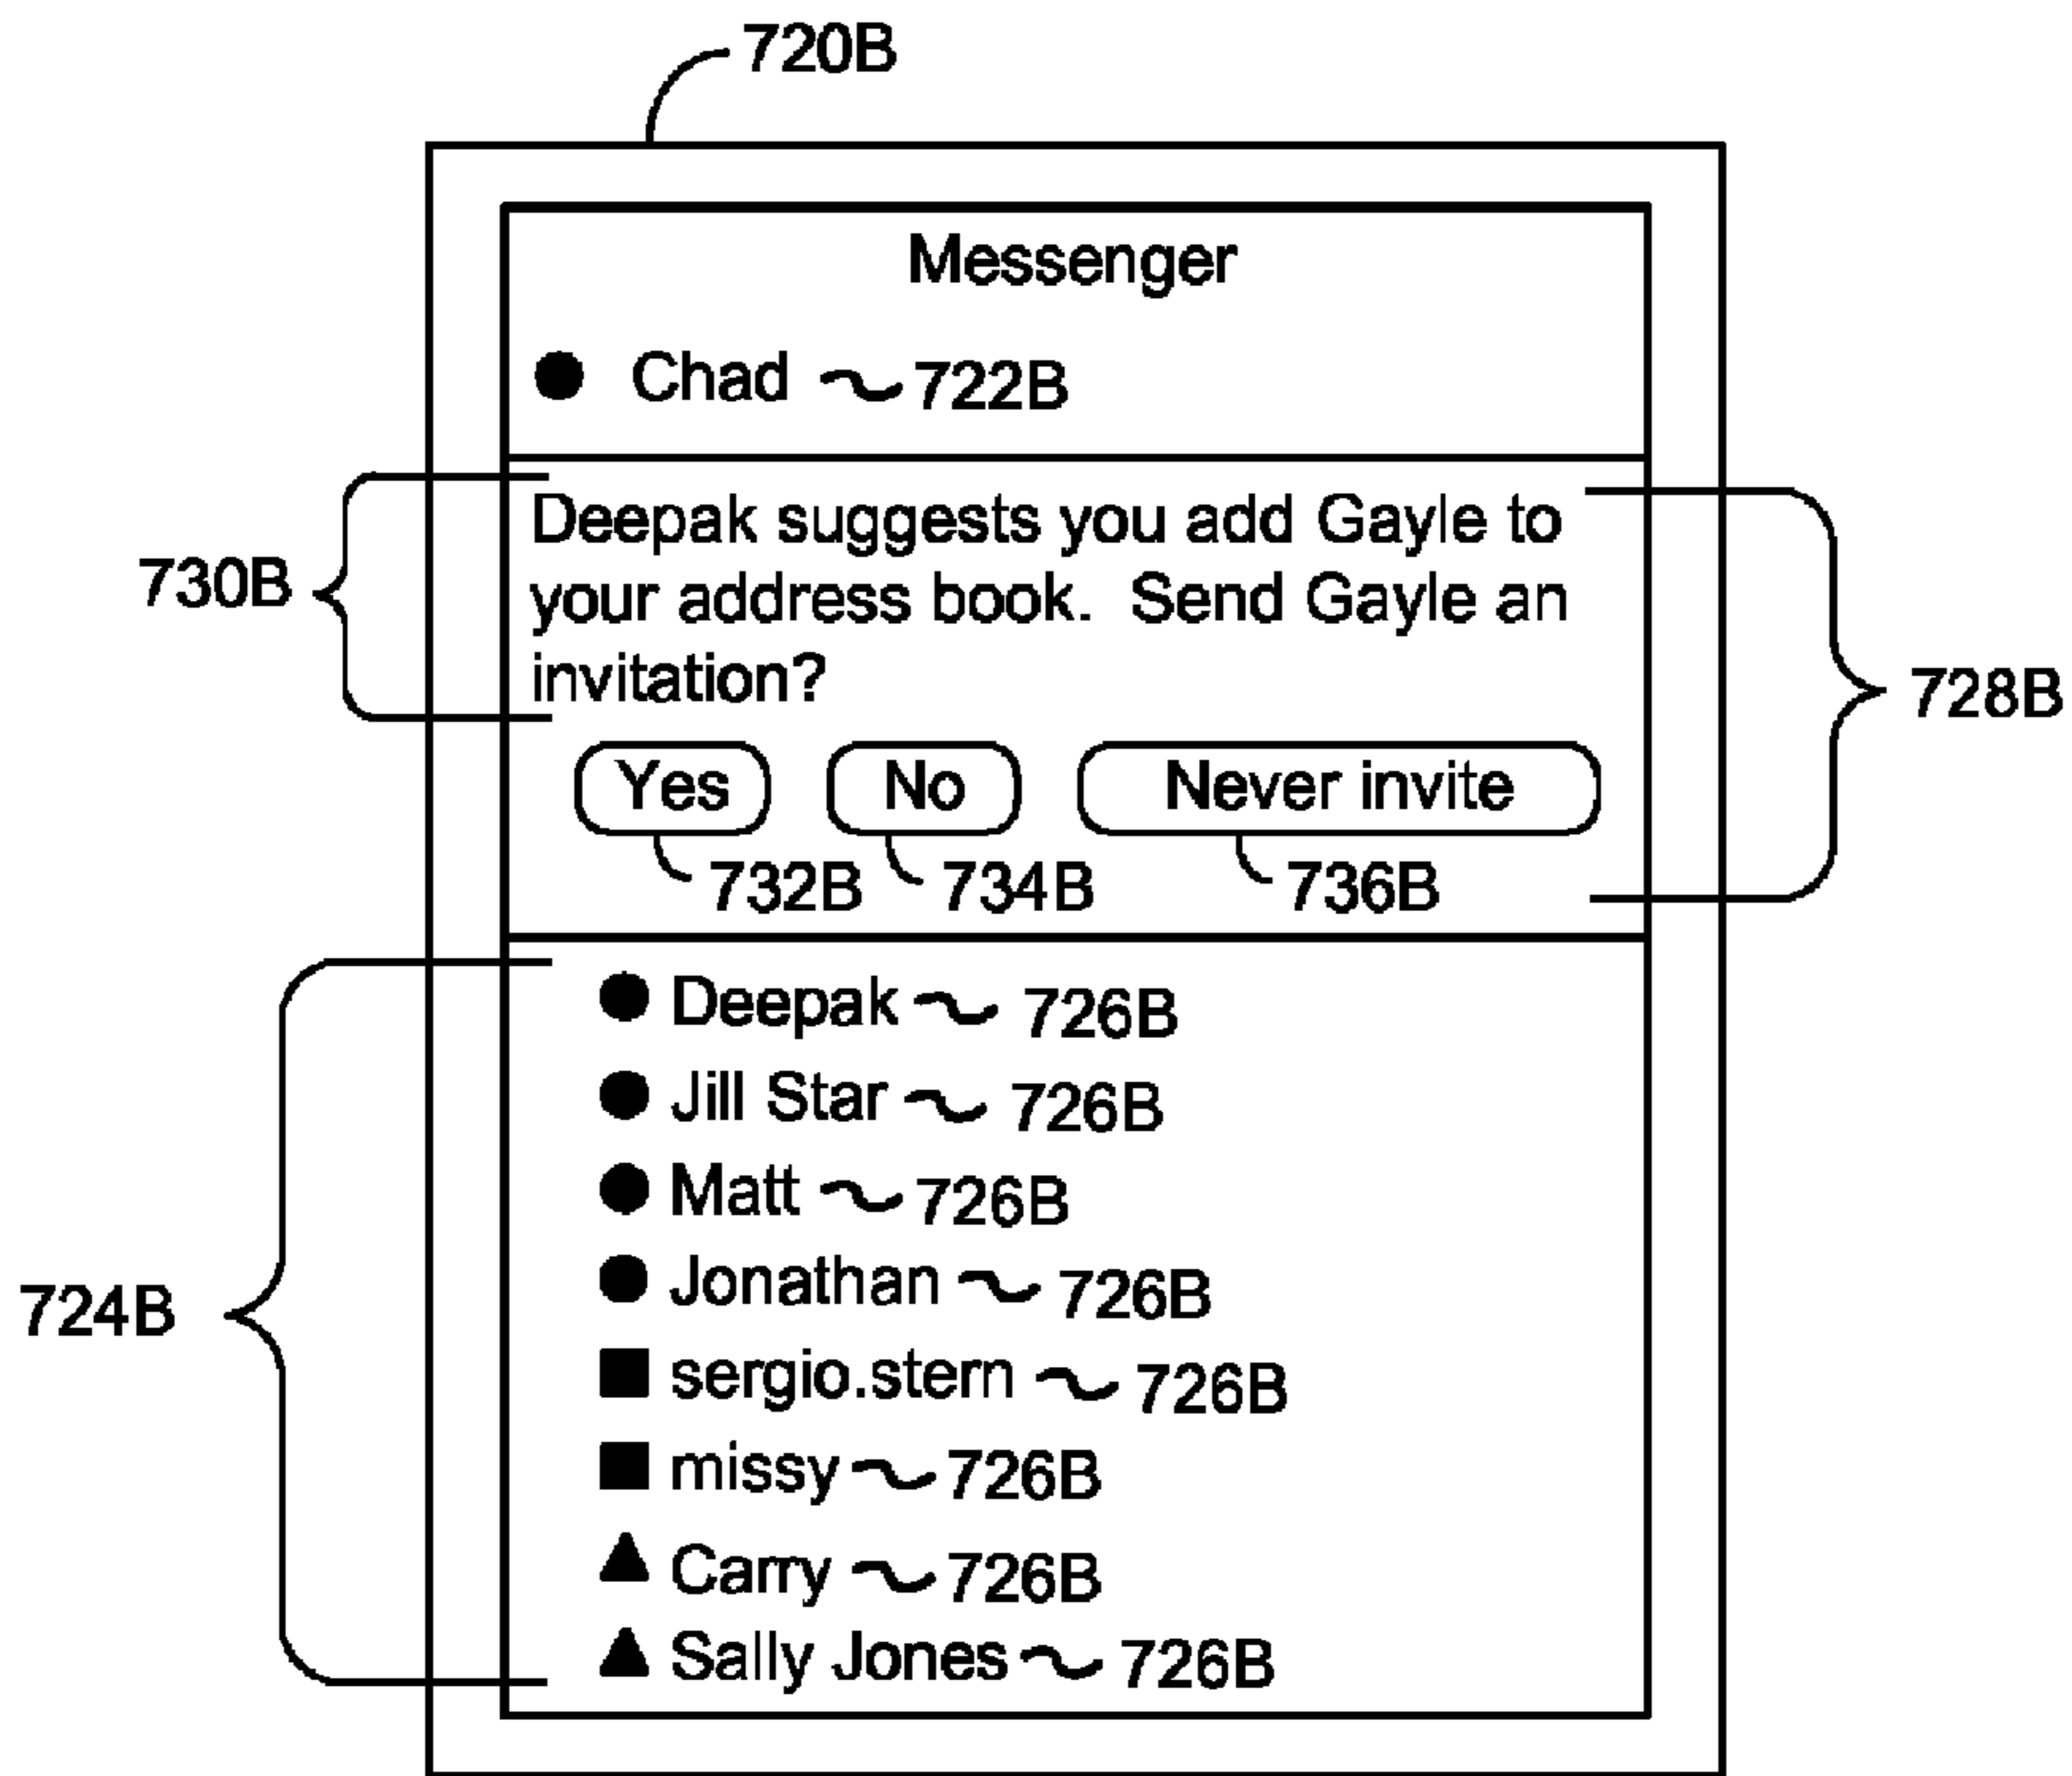 720B
Messenger
Chad 722B
Deepak suggests you add Gayle to
your address book. Send Gayle an
invitation?
730B
728B
Yes No Never invite
732B 734B 736B
Deepak 726B
Jill Star 726B
Matt 726B
Jonathan 726B
724B
sergio.stern 726B
missy 726B
Carry 726B
Sally Jones 726B